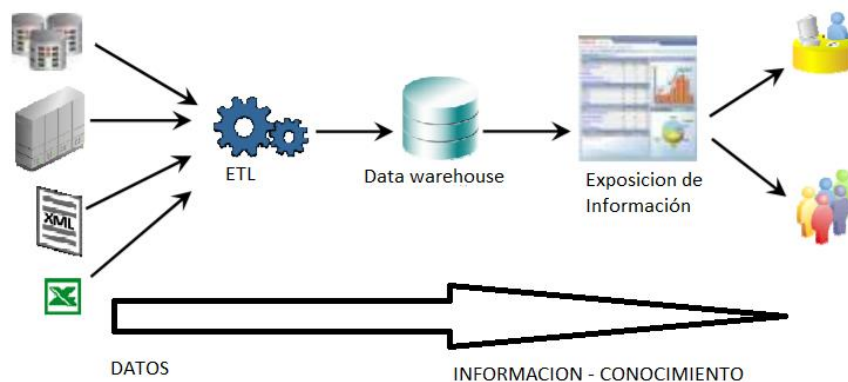 XML
ETL
Data warehouse
Exposicion de
Información
DATOS
INFORMACION - CONOCIMIENTO